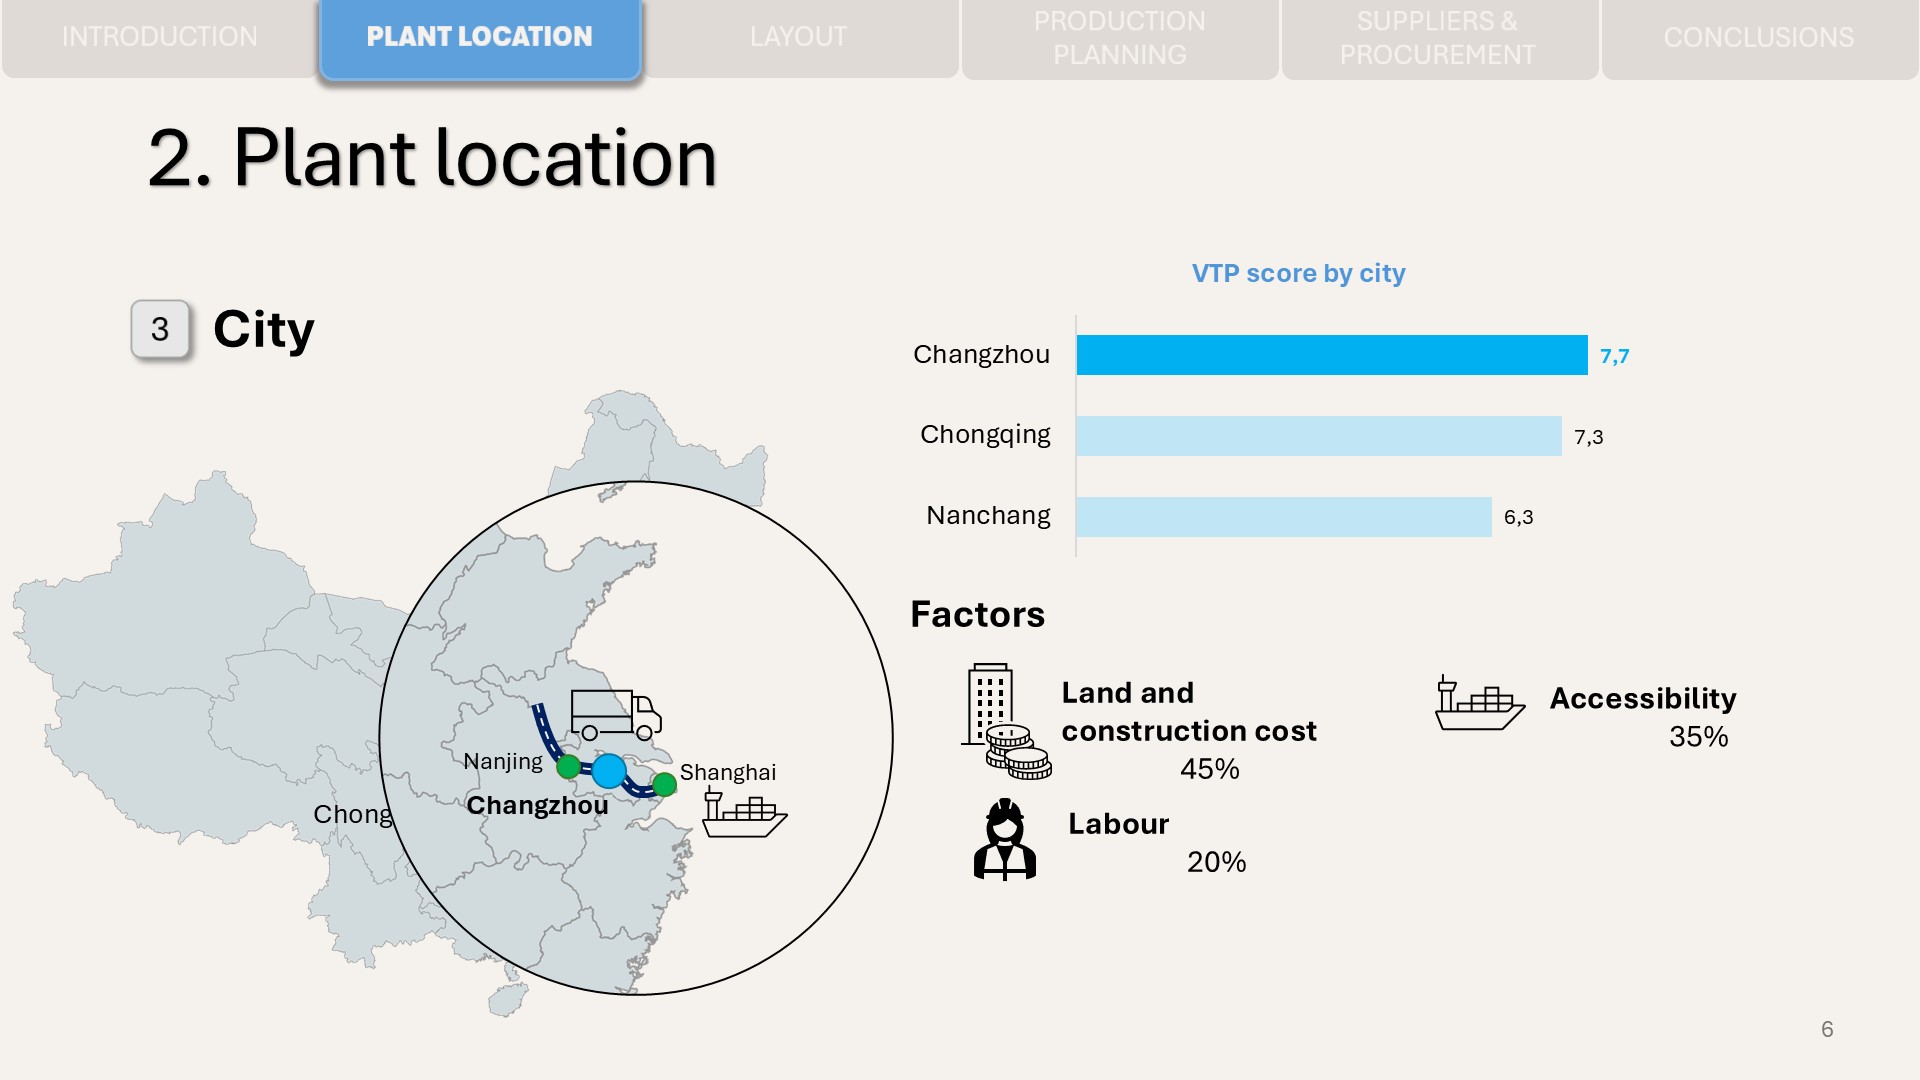 INTRODUCTION
PLANT LOCATION
LAYOUT
PRODUCTION
PLANNING
SUPPLIERS &
PROCUREMENT
CONCLUSIONS
2. Plant location
3 City
Nanjing
Shanghai
Changzhou
Chong
VTP score by city
Changzhou 7,7
Chongqing 7,3
Nanchang 6,3
Factors
Land and
construction cost
45%
Accessibility
35%
Labour
20%
6